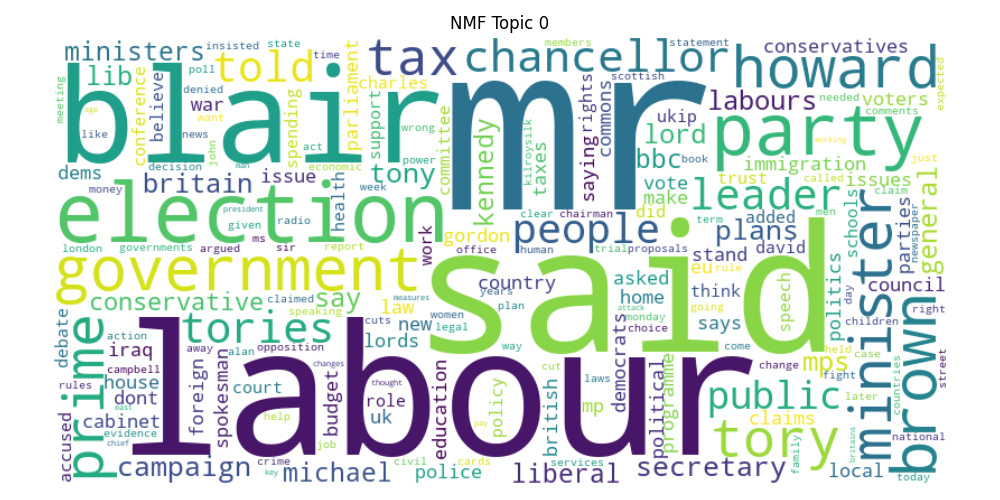 NMF Topic 0
ministers insisted state time tax chancellor statement members howard conservatives
lib poll told charles parliament scottish expected
meeting blair mr labours needed voters
denied war conference believe spending support wrong commons rights saying ukip party comments
age like want news john act power committee kennedy kilroysilk taxes lord
dems decision man economic tony bbc book immigration working
money britain issue health week vote trust called claim issues just
election president radio given clear chairman make leader term men
london governments argued ms sir report work gordon office people human did trial proposals added plans david stand parties newspaper general schools
government country years asked eu rule think council
conservative claimed say law measures plan said home monday attack choice going speech politics day children minister right brown
debate prime tories speaking cuts new women legal lords way says come
action iraq away alan opposition changes democrats change mps held case fight street
rules campbell house dont foreign spokesman court budget thought role uk labour education cut policy british mp laws political programme public later countries
accused cabinet evidence east chief help job pay claims tory family britains national
campaign crime key michael civil cards police liberal services secretary local today